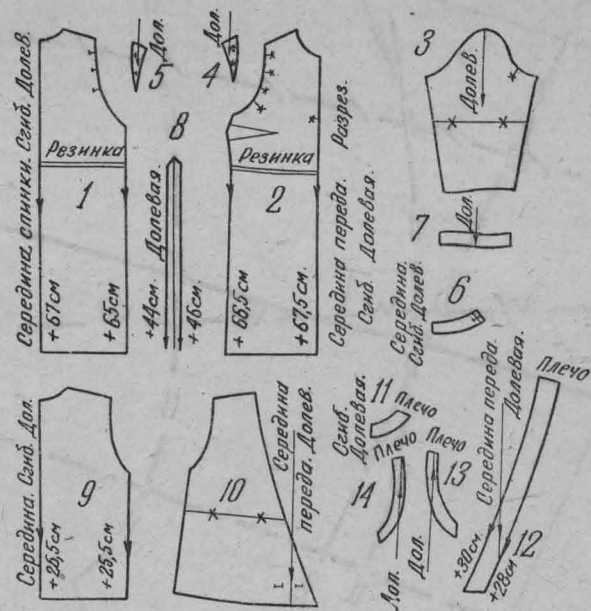 Середина спинки. Сгиб. Долев.
Резинка
1
+67см
+65см
Дол.
5
8
Долевая
+44см.
+46см.
Дол.
4
Резинка
2
+66,5см
+67,5см.
Разрез.
Середина переда.
Сгиб. Долевая.
3
Долев.
7
Дол.
6
Середина.
Сгиб. Долев.
Середина. Сгиб. Дол.
9
+25,5см
+25,5см
10
Середина
переда. Долев.
11
Плечо
Сгиб.
Долевая.
Плечо
14
Дол.
Плечо
13
Дол.
Плечо
Середина переда.
Долевая.
12
+30см.
+28см